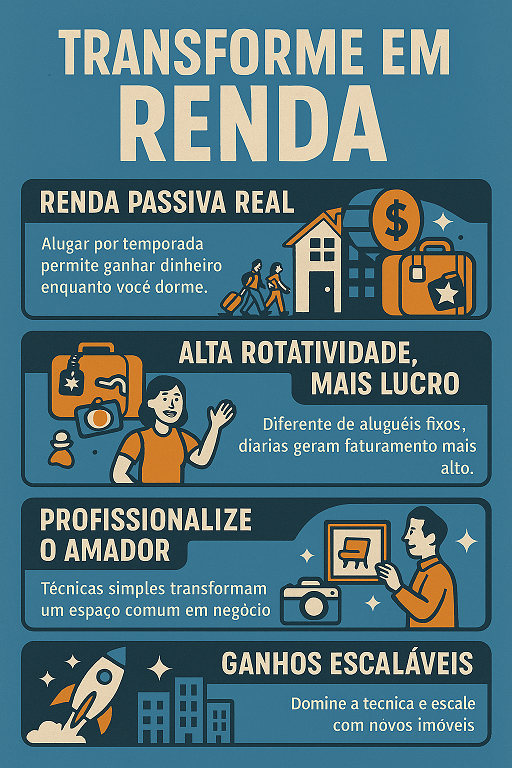 TRANSFORME EM
RENDA
RENDA PASSIVA REAL
Alugar por temporada
permite ganhar dinheiro
enquanto você dorme.
$
ALTA ROTATIVIDADE,
MAIS LUCRO
Diferente de aluguéis fixos,
diarias geram faturamento mais
alto.
PROFISSIONALIZE
O AMADOR
Técnicas simples transformam
um espaço comum em negócio
GANHOS ESCALÁVEIS
Domine a tecnica e escale
com novos imóveis